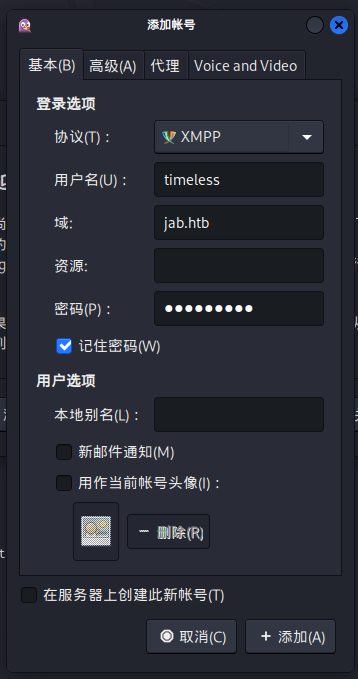 添加帐号
基本(B) 高级(A) 代理 Voice and Video
登录选项
协议(T)： XMPP
用户名(U)： timeless
域: jab.htb
资源:
密码(P)： ●●●●●●●●●
记住密码(W)
用户选项
本地别名(L)：
新邮件通知(M)
用作当前帐号头像(I)：
删除(R)
在服务器上创建此新帐号(T)
取消(C) 添加(A)